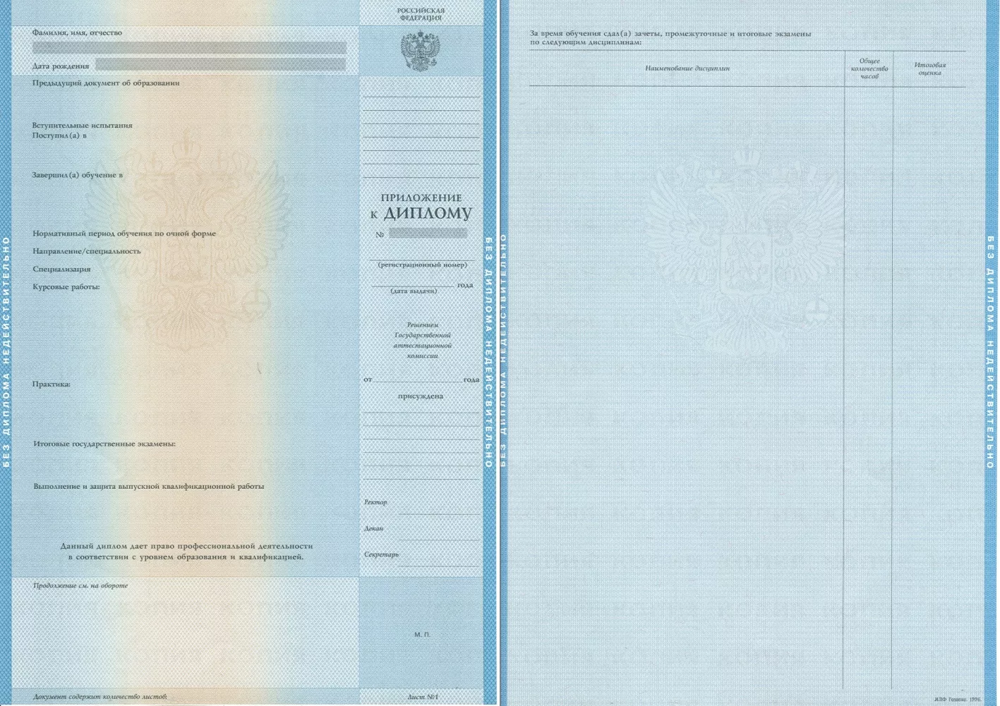 РОССИЙСКАЯ
ФЕДЕРАЦИЯ
Фамилия, имя, отчество
Дата рождения
Предыдущий документ об образовании
Вступительные испытания
Поступил(а) в
Завершил(а) обучение в
Нормативный период обучения по очной форме
Направление/специальность
Специализация
Курсовые работы:
Практика:
Итоговые государственные экзамены:
Выполнение и защита выпускной квалификационной работы
Данный диплом дает право профессиональной деятельности
в соответствии с уровнем образования и квалификацией.
Продолжение см. на обороте
Документ содержит количество листов:
ПРИЛОЖЕНИЕ
к ДИПЛОМУ
№
(регистрационный номер)
года
(дата выдачи)
Решением
Государственной
аттестационной
комиссии
от года
присуждена
Ректор
Декан
Секретарь
М. П.
Лист №1
БЕЗ ДИПЛОМА НЕДЕЙСТВИТЕЛЬНО
БЕЗ ДИПЛОМА НЕДЕЙСТВИТЕЛЬНО
БЕЗ ДИПЛОМА НЕДЕЙСТВИТЕЛЬНО
За время обучения сдал(а) зачеты, промежуточные и итоговые экзамены
по следующим дисциплинам:
Наименование дисциплин
Общее
количество
часов
Итоговая
оценка
БЕЗ ДИПЛОМА НЕДЕЙСТВИТЕЛЬНО
МПФ Гознака. 1996.